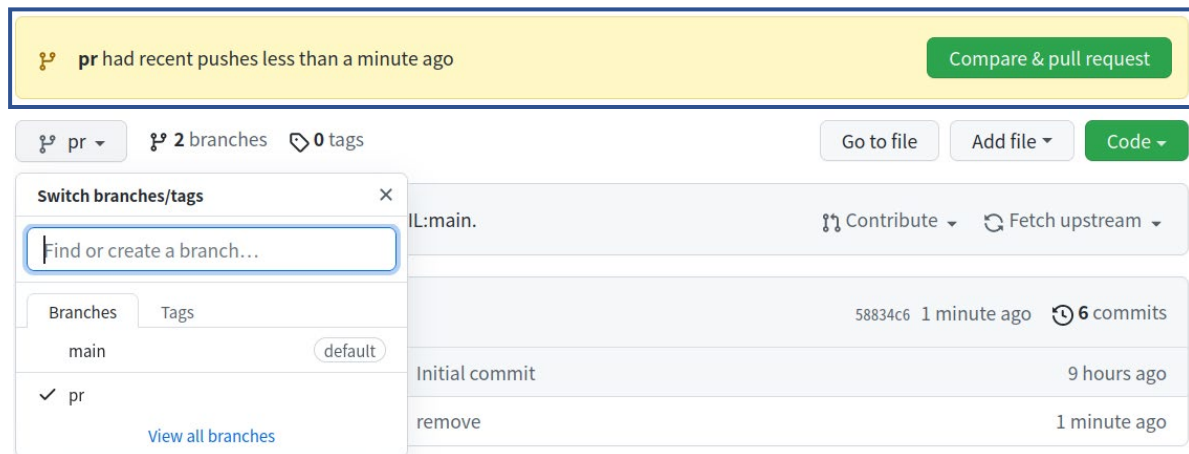 pr had recent pushes less than a minute ago Compare & pull request
pr 2 branches 0 tags Go to file Add file Code
Switch branches/tags
IL:main. Contribute Fetch upstream
Find or create a branch…
Branches Tags
58834c6 1 minute ago 6 commits
main default
Initial commit 9 hours ago
pr
remove 1 minute ago
View all branches